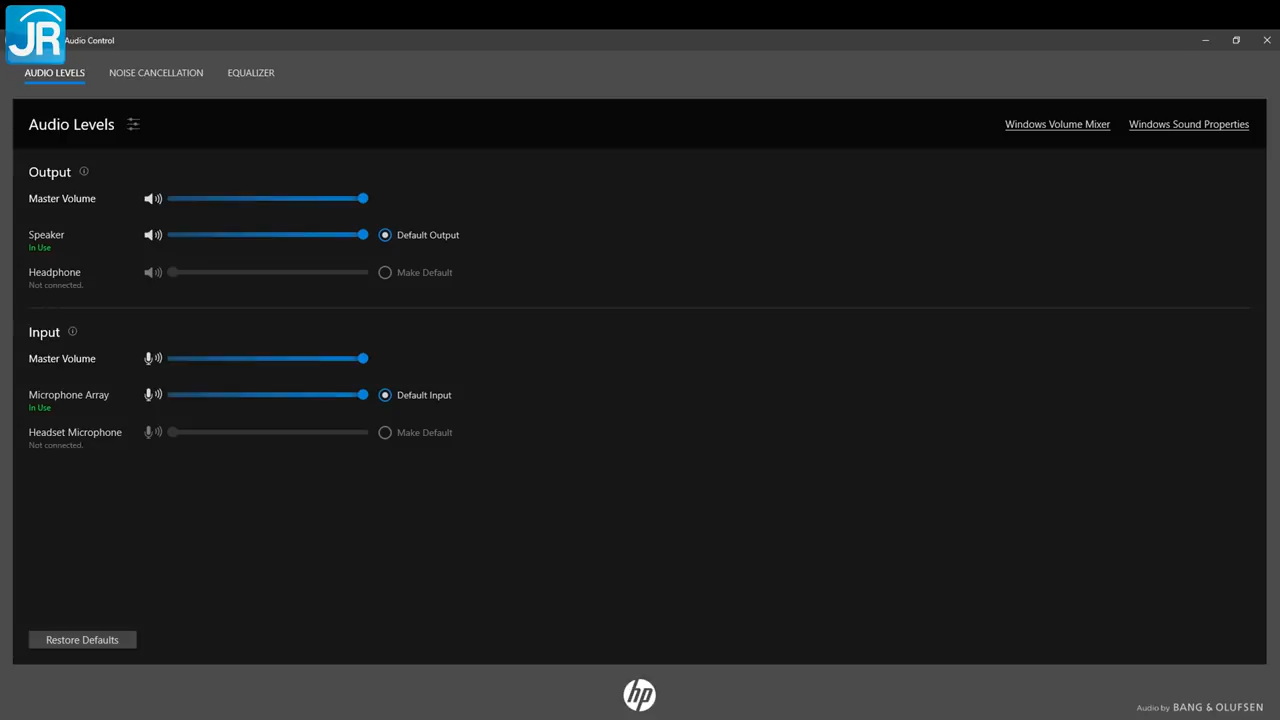 JR
Audio Control
AUDIO LEVELS NOISE CANCELLATION EQUALIZER
Audio Levels Windows Volume Mixer Windows Sound Properties
Output
Master Volume
Speaker Default Output
In Use
Headphone Make Default
Not connected.
Input
Master Volume
Microphone Array Default Input
In Use
Headset Microphone Make Default
Not connected.
Restore Defaults
hp
Audio by BANG & OLUFSEN